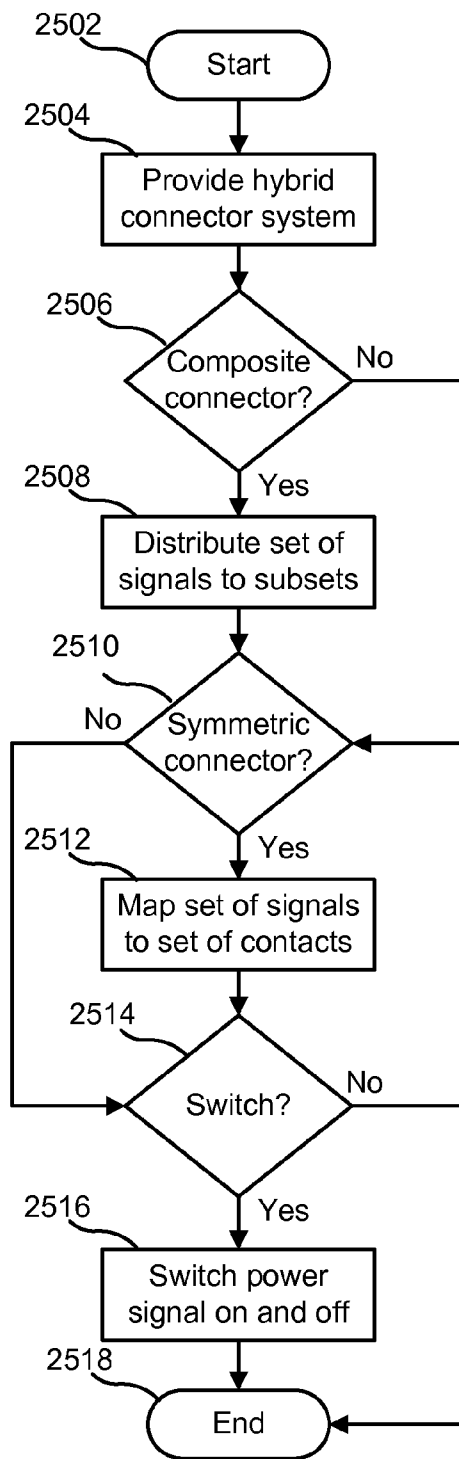 2502
Start
2504
Provide hybrid
connector system
2506
Composite
connector?
No
Yes
2508
Distribute set of
signals to subsets
2510
No
Symmetric
connector?
Yes
2512
Map set of signals
to set of contacts
2514
Switch?
No
Yes
2516
Switch power
signal on and off
2518
End